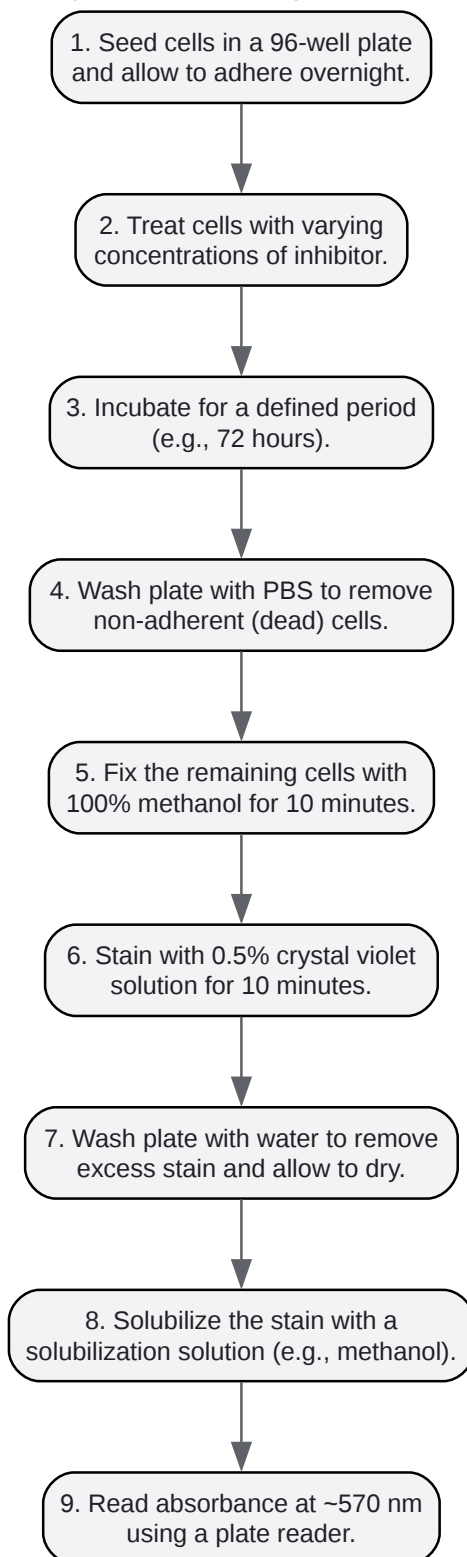 1. Seed cells in a 96-well plate
and allow to adhere overnight.
2. Treat cells with varying
concentrations of inhibitor.
3. Incubate for a defined period
(e.g., 72 hours).
4. Wash plate with PBS to remove
non-adherent (dead) cells.
5. Fix the remaining cells with
100% methanol for 10 minutes.
6. Stain with 0.5% crystal violet
solution for 10 minutes.
7. Wash plate with water to remove
excess stain and allow to dry.
8. Solubilize the stain with a
solubilization solution (e.g., methanol).
9. Read absorbance at ~570 nm
using a plate reader.